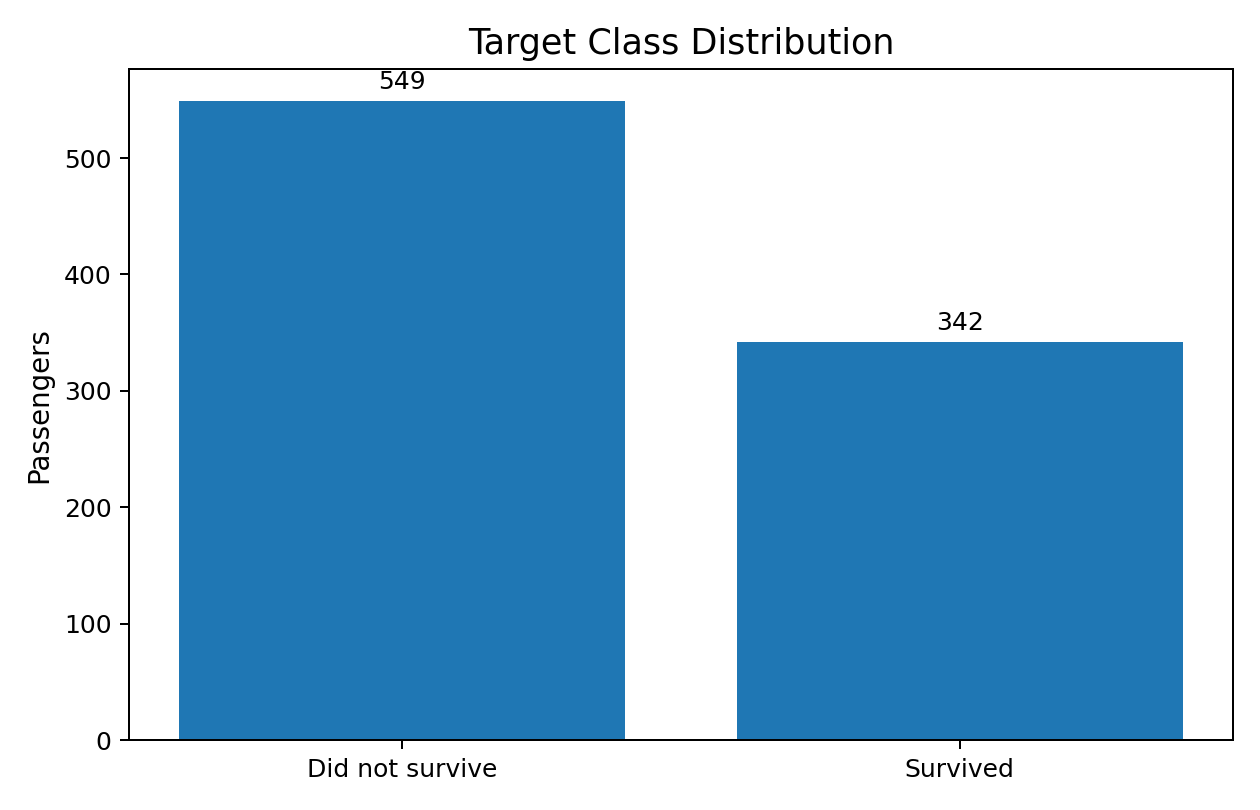 Target Class Distribution
549
500
400
342
300
200
100
0
Passengers
Did not survive
Survived